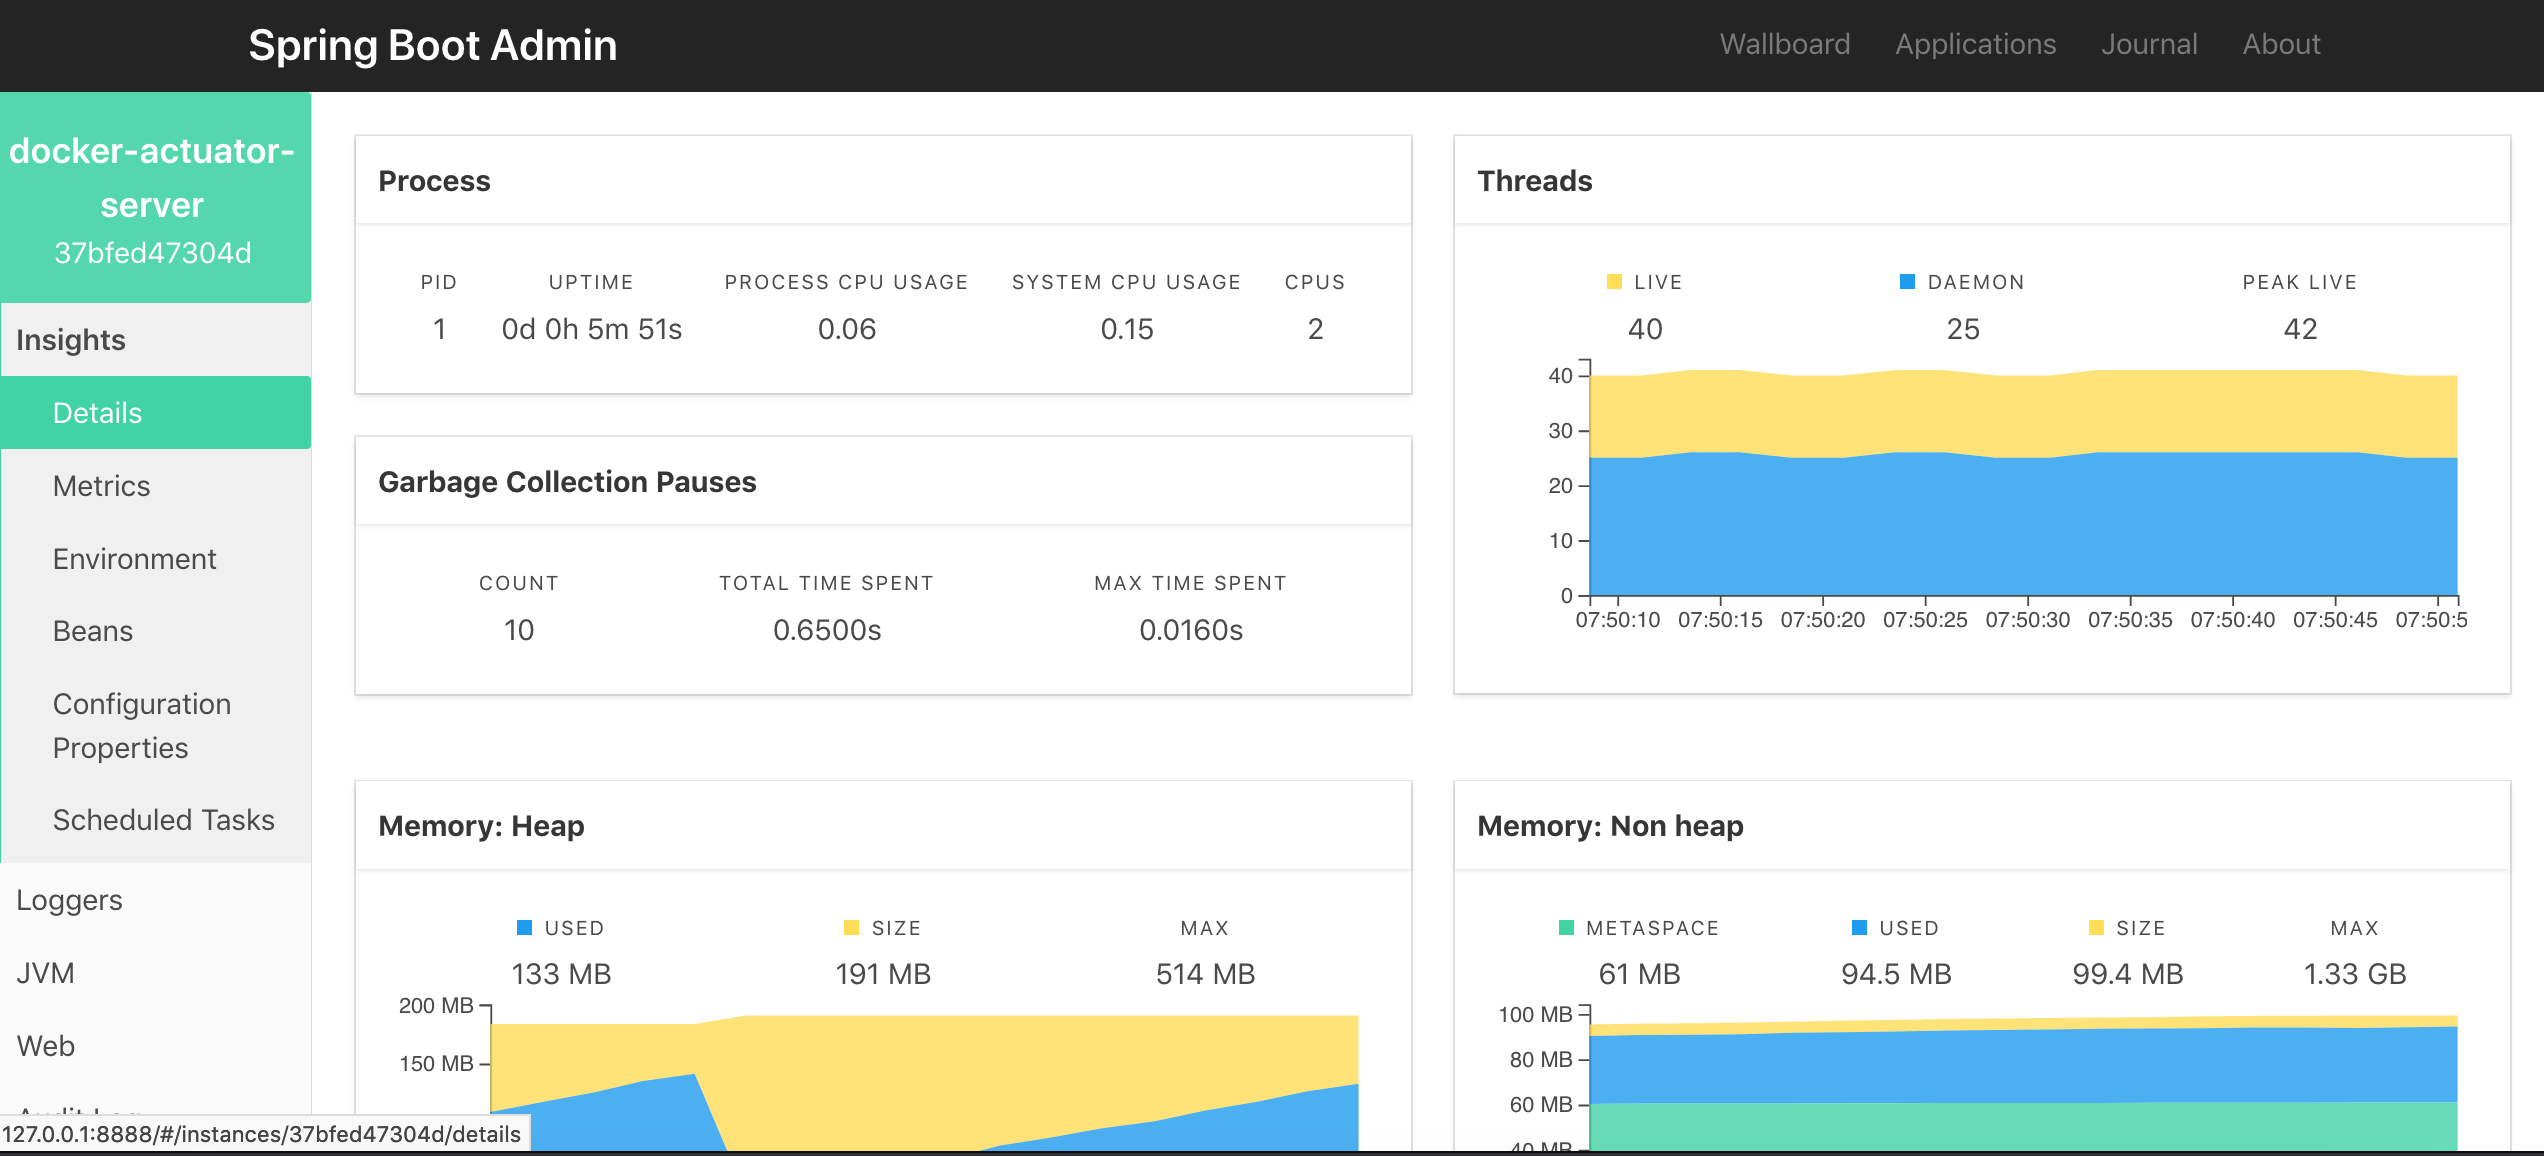 Spring Boot Admin
Wallboard Applications Journal About
docker-actuator-
server
37bfed47304d
Insights
Details
Metrics
Environment
Beans
Configuration
Properties
Scheduled Tasks
Loggers
JVM
Web
127.0.0.1:8888/#/instances/37bfed47304d/details
Process
PID UPTIME PROCESS CPU USAGE SYSTEM CPU USAGE CPUS
1 0d 0h 5m 51s 0.06 0.15 2
Garbage Collection Pauses
COUNT TOTAL TIME SPENT MAX TIME SPENT
10 0.6500s 0.0160s
Threads
LIVE DAEMON PEAK LIVE
40 25 42
40
30
20
10
0
07:50:10 07:50:15 07:50:20 07:50:25 07:50:30 07:50:35 07:50:40 07:50:45 07:50:5
Memory: Heap
USED SIZE MAX
133 MB 191 MB 514 MB
200 MB
150 MB
Memory: Non heap
METASPACE USED SIZE MAX
61 MB 94.5 MB 99.4 MB 1.33 GB
100 MB
80 MB
60 MB
40 MB